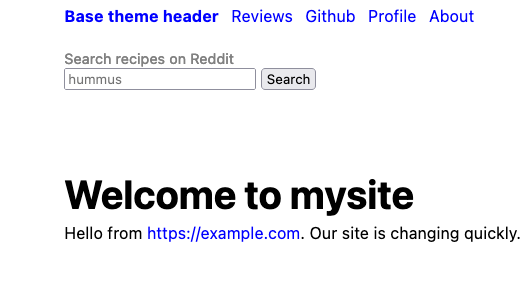 Base theme header Reviews Github Profile About
Search recipes on Reddit
hummus Search
Welcome to mysite
Hello from https://example.com. Our site is changing quickly.